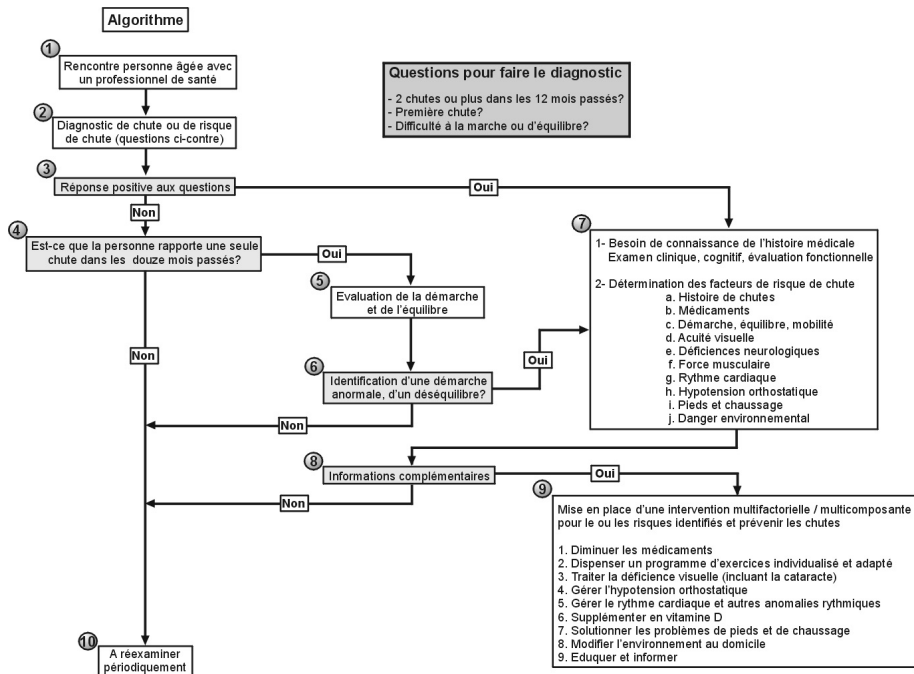 Algorithme
1
Rencontre personne âgée avec
un professionnel de santé
Questions pour faire le diagnostic
- 2 chutes ou plus dans les 12 mois passés?
- Première chute?
- Difficulté à la marche ou d'équilibre?
2
Diagnostic de chute ou de risque
de chute (questions ci-contre)
3
Réponse positive aux questions
Oui
Non
4
Est-ce que la personne rapporte une seule
chute dans les douze mois passés?
Oui
5
Evaluation de la démarche
et de l'équilibre
Non
6
Identification d'une démarche
anormale, d'un déséquilibre?
Oui
Non
7
1- Besoin de connaissance de l'histoire médicale
Examen clinique, cognitif, évaluation fonctionnelle
2- Détermination des facteurs de risque de chute
a. Histoire de chutes
b. Médicaments
c. Démarche, équilibre, mobilité
d. Acuité visuelle
e. Déficiences neurologiques
f. Force musculaire
g. Rythme cardiaque
h. Hypotension orthostatique
i. Pieds et chaussage
j. Danger environnemental
8
Informations complémentaires
Oui
Non
9
Mise en place d'une intervention multifactorielle / multicomposante
pour le ou les risques identifiés et prévenir les chutes
1. Diminuer les médicaments
2. Dispenser un programme d'exercices individualisé et adapté
3. Traiter la déficience visuelle (incluant la cataracte)
4. Gérer l'hypotension orthostatique
5. Gérer le rythme cardiaque et autres anomalies rythmiques
6. Supplémenter en vitamine D
7. Solutionner les problèmes de pieds et de chaussage
8. Modifier l'environnement au domicile
9. Eduquer et informer
10
A réexaminer
périodiquement